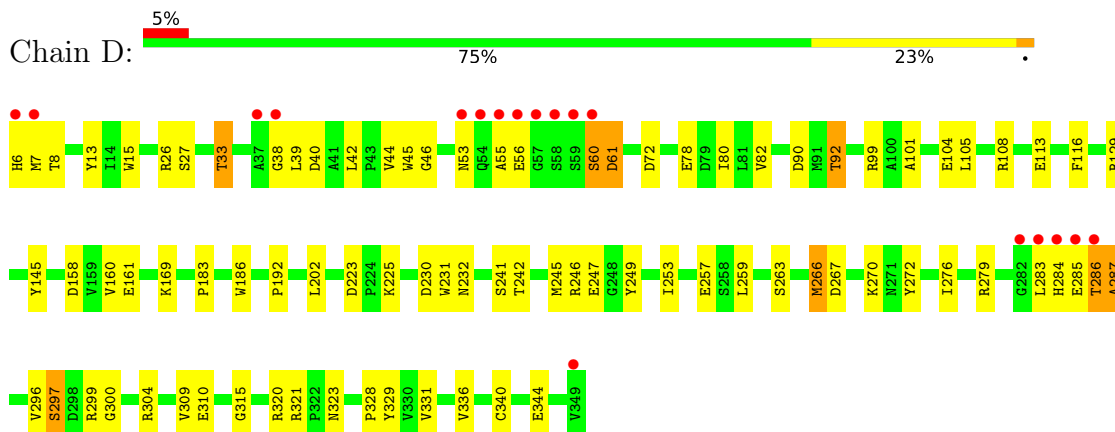 5%
Chain D:
75% 23% •
H6 M7 T8 Y13 I14 W15 R26 S27 T33 A37 G38 L39 D40 A41 L42 P43 V44 W45 G46 N53 Q54 A55 E56 G57 S58 S59 S60 D61 D72 E78 D79 I80 L81 V82 D90 M91 T92 R99 A100 A101 E104 L105 R108 E113 F116
Y145 D158 V159 V160 E161 K169 P183 W186 P192 L202 D223 P224 K225 D230 W231 N232 S241 T242 M245 R246 E247 G248 Y249 I253 E257 S258 L259 S263 M266 D267 K270 N271 Y272 I276 R279 G282 L283 H284 E285 T286 A287
V296 S297 D298 R299 G300 R304 V309 E310 G315 R320 R321 P322 N323 P328 Y329 V330 V331 V336 C340 E344 V349